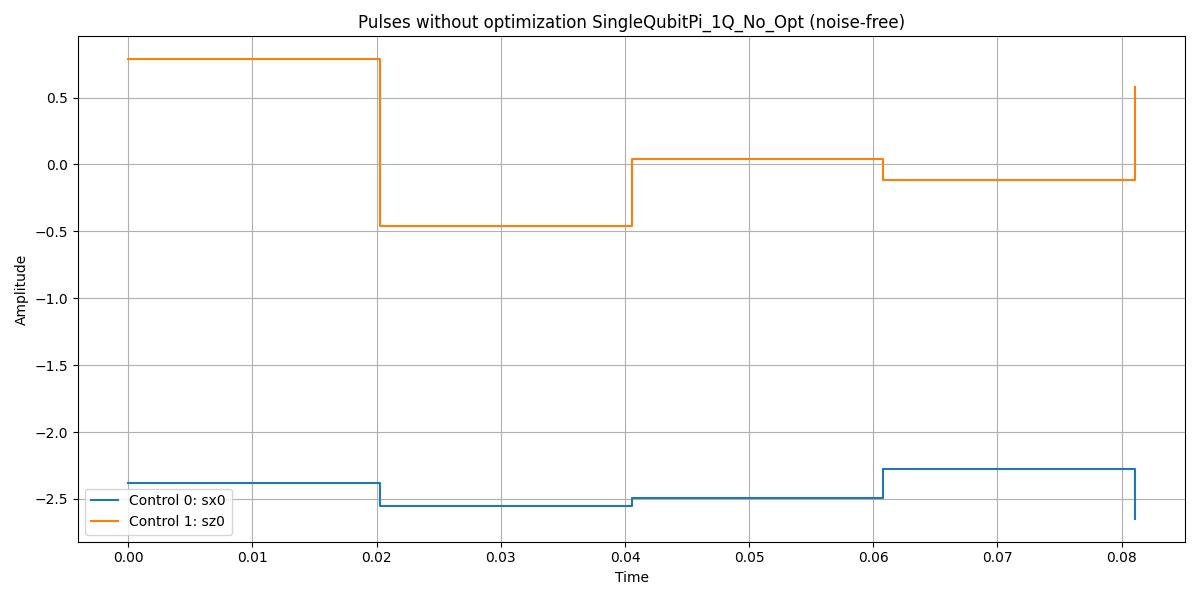 Pulses without optimization SingleQubitPi_1Q_No_Opt (noise-free)
Amplitude
0.5
0.0
−0.5
−1.0
−1.5
−2.0
−2.5
Control 0: sx0
Control 1: sz0
0.00 0.01 0.02 0.03 0.04 0.05 0.06 0.07 0.08
Time